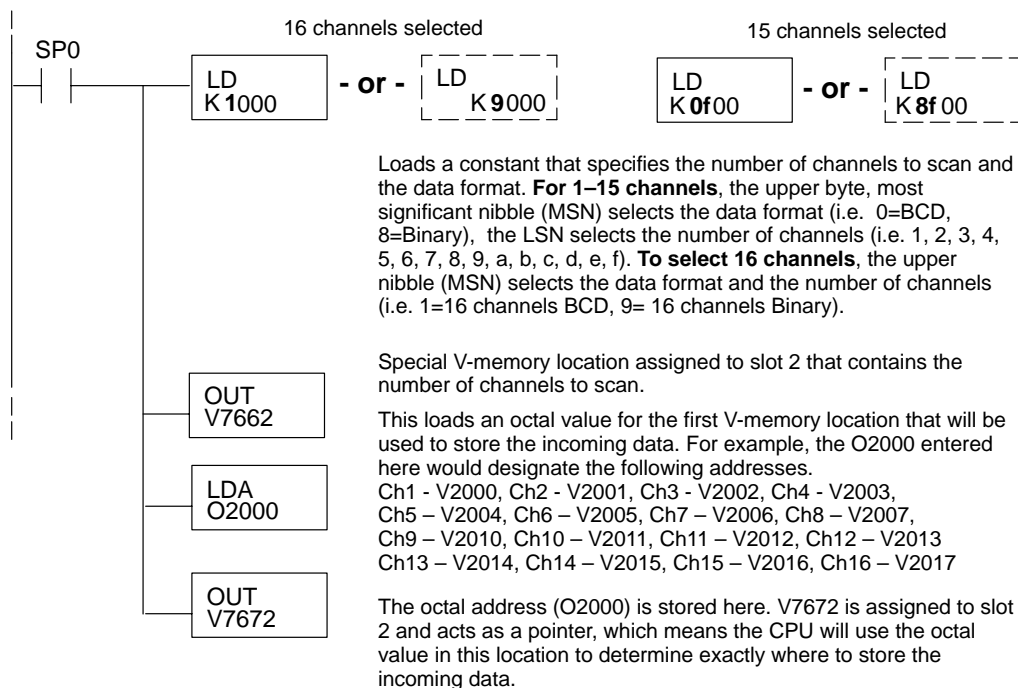 16 channels selected
15 channels selected
SP0
LD
K 1000
- or -
LD
K 9000
LD
K 0f00
- or -
LD
K 8f 00
Loads a constant that specifies the number of channels to scan and
the data format. For 1–15 channels, the upper byte, most
significant nibble (MSN) selects the data format (i.e. 0=BCD,
8=Binary), the LSN selects the number of channels (i.e. 1, 2, 3, 4,
5, 6, 7, 8, 9, a, b, c, d, e, f). To select 16 channels, the upper
nibble (MSN) selects the data format and the number of channels
(i.e. 1=16 channels BCD, 9= 16 channels Binary).
OUT
V7662
Special V-memory location assigned to slot 2 that contains the
number of channels to scan.
LDA
O2000
This loads an octal value for the first V-memory location that will be
used to store the incoming data. For example, the O2000 entered
here would designate the following addresses.
Ch1 - V2000, Ch2 - V2001, Ch3 - V2002, Ch4 - V2003,
Ch5 – V2004, Ch6 – V2005, Ch7 – V2006, Ch8 – V2007,
Ch9 – V2010, Ch10 – V2011, Ch11 – V2012, Ch12 – V2013
Ch13 – V2014, Ch14 – V2015, Ch15 – V2016, Ch16 – V2017
OUT
V7672
The octal address (O2000) is stored here. V7672 is assigned to slot
2 and acts as a pointer, which means the CPU will use the octal
value in this location to determine exactly where to store the
incoming data.